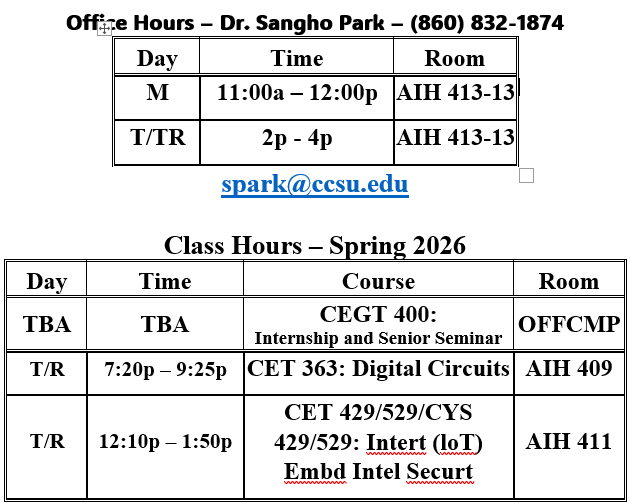 Office Hours – Dr. Sangho Park – (860) 832-1874
Day Time Room
M 11:00a – 12:00p AIH 413-13
T/TR 2p - 4p AIH 413-13
spark@ccsu.edu
Class Hours – Spring 2026
Day Time Course Room
TBA TBA CEGT 400: OFFCMP
Internship and Senior Seminar
T/R 7:20p – 9:25p CET 363: Digital Circuits AIH 409
CET 429/529/CYS
T/R 12:10p – 1:50p 429/529: Intert (loT) AIH 411
Embd Intel Securt